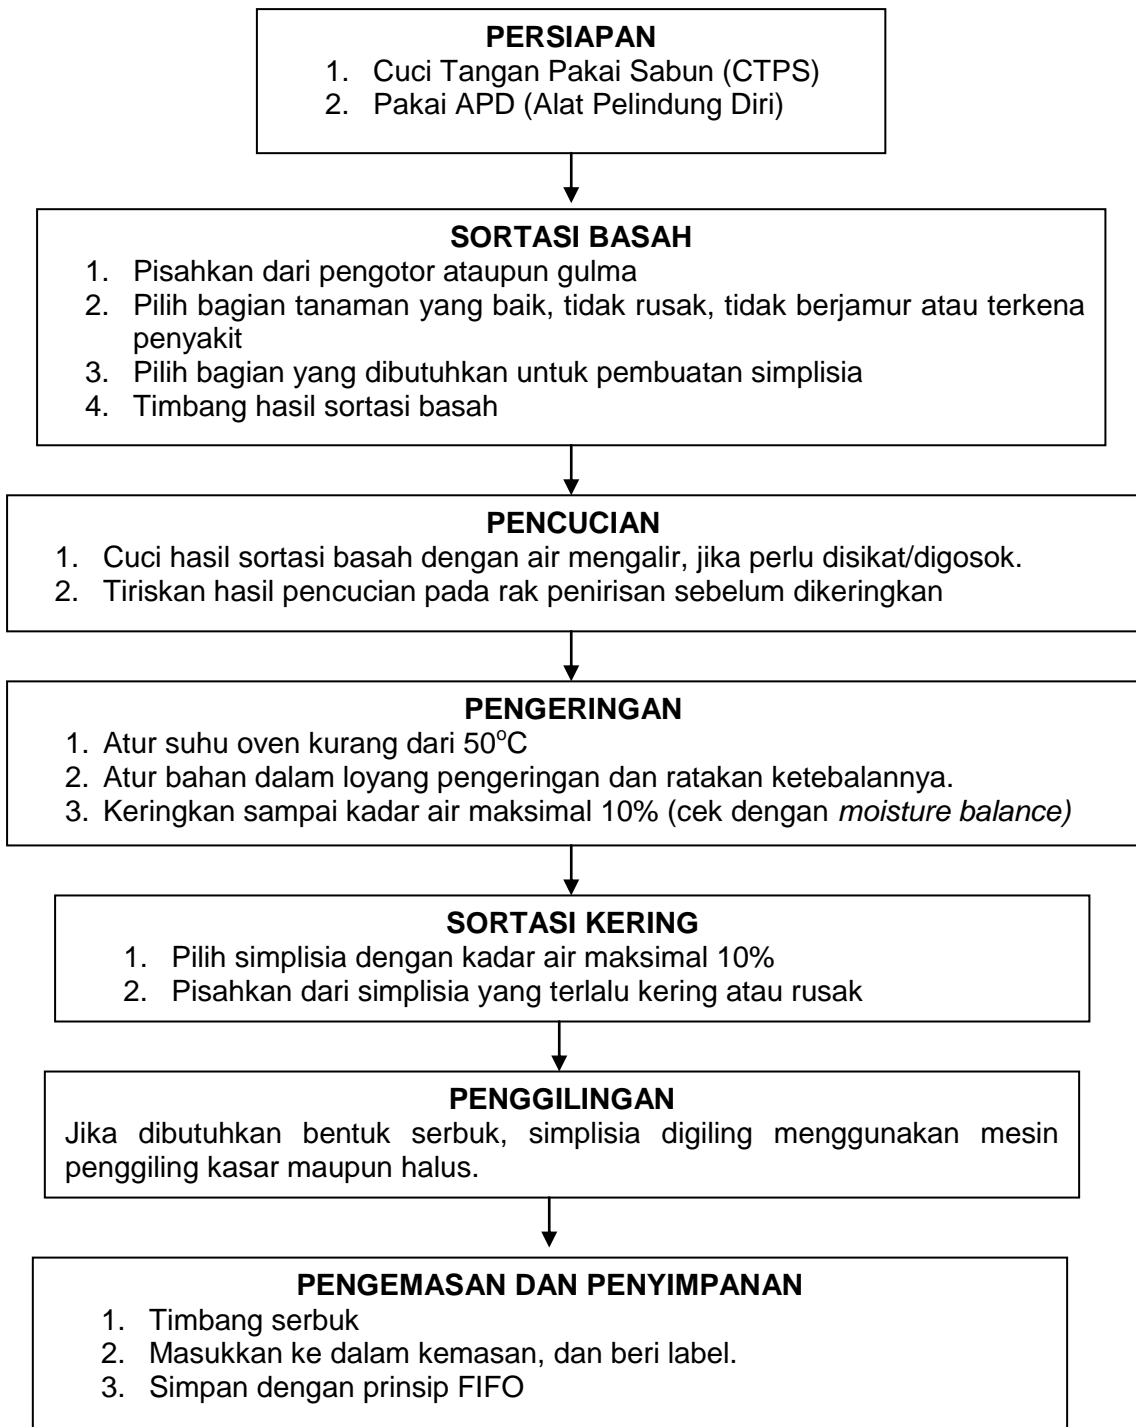 PERSIAPAN
1. Cuci Tangan Pakai Sabun (CTPS)
2. Pakai APD (Alat Pelindung Diri)
SORTASI BASAH
1. Pisahkan dari pengotor ataupun gulma
2. Pilih bagian tanaman yang baik, tidak rusak, tidak berjamur atau terkena
penyakit
3. Pilih bagian yang dibutuhkan untuk pembuatan simplisia
4. Timbang hasil sortasi basah
PENCUCIAN
1. Cuci hasil sortasi basah dengan air mengalir, jika perlu disikat/digosok.
2. Tiriskan hasil pencucian pada rak penirisan sebelum dikeringkan
PENGERINGAN
1. Atur suhu oven kurang dari 50°C
2. Atur bahan dalam loyang pengeringan dan ratakan ketebalannya.
3. Keringkan sampai kadar air maksimal 10% (cek dengan moisture balance)
SORTASI KERING
1. Pilih simplisia dengan kadar air maksimal 10%
2. Pisahkan dari simplisia yang terlalu kering atau rusak
PENGGILINGAN
Jika dibutuhkan bentuk serbuk, simplisia digiling menggunakan mesin
penggiling kasar maupun halus.
PENGEMASAN DAN PENYIMPANAN
1. Timbang serbuk
2. Masukkan ke dalam kemasan, dan beri label.
3. Simpan dengan prinsip FIFO